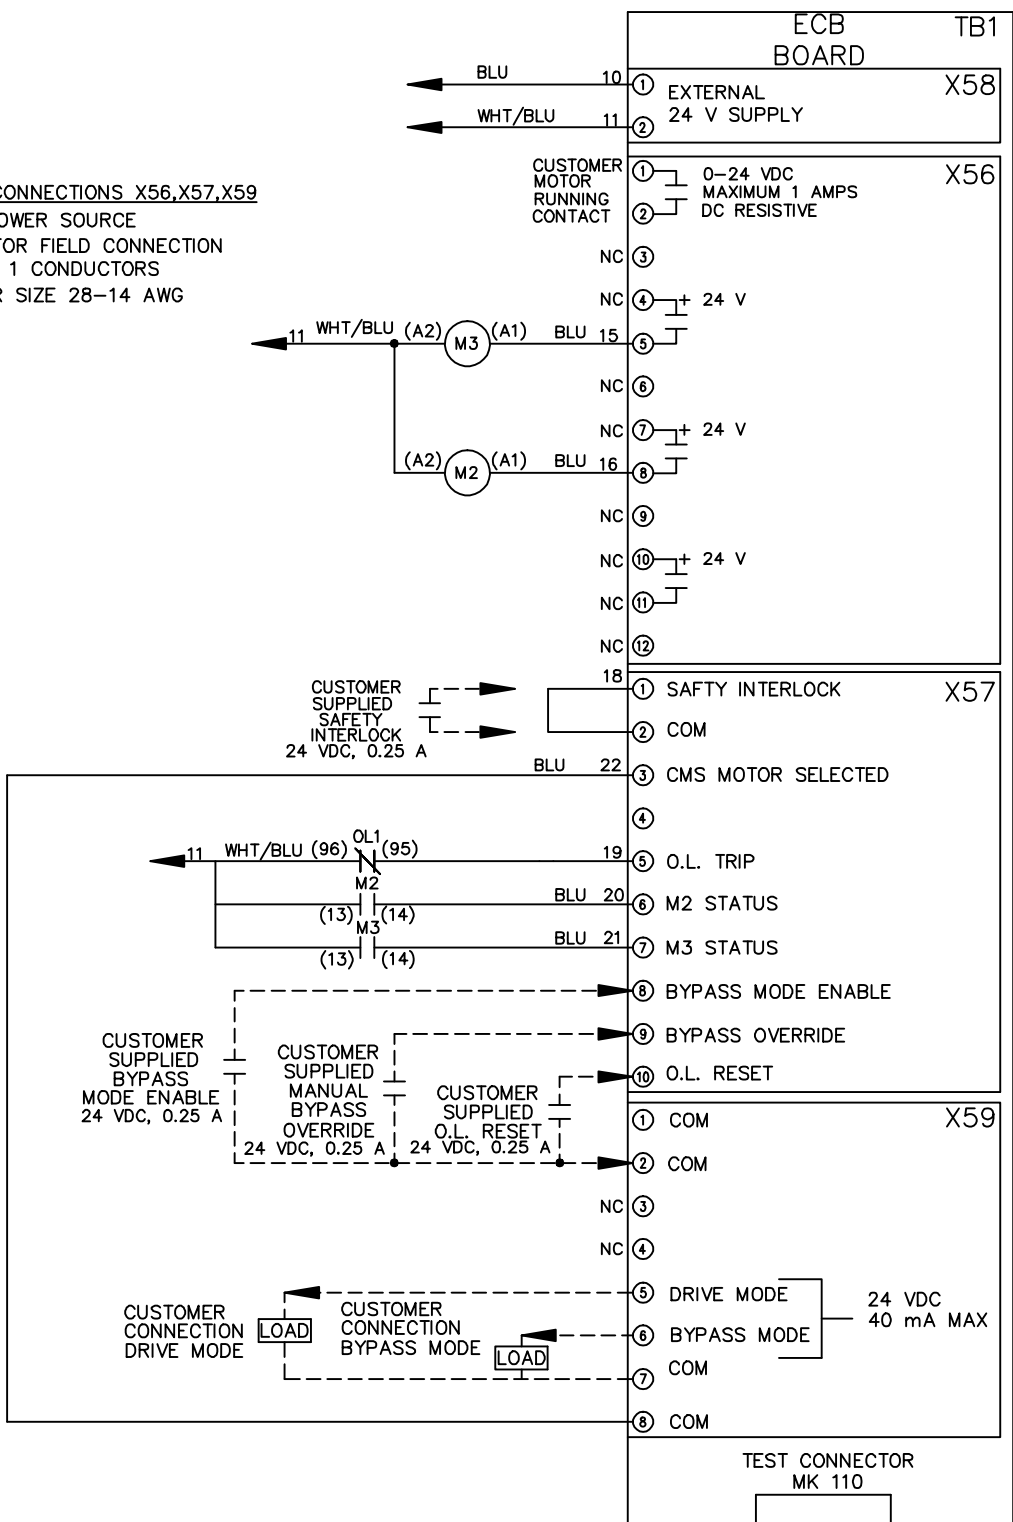 ECB
BOARD
TB1
BLU 10 1 EXTERNAL X58
WHT/BLU 11 2 24 V SUPPLY
CONNECTIONS X56,X57,X59
OWER SOURCE
TOR FIELD CONNECTION
1 CONDUCTORS
R SIZE 28-14 AWG
CUSTOMER
MOTOR
RUNNING
CONTACT
1
2
0-24 VDC
MAXIMUM 1 AMPS
DC RESISTIVE
X56
NC 3
NC 4 + 24 V
11 WHT/BLU (A2) M3 (A1) BLU 15 5
NC 6
NC 7 + 24 V
(A2) M2 (A1) BLU 16 8
NC 9
NC 10 + 24 V
NC 11
NC 12
CUSTOMER
SUPPLIED
SAFETY
INTERLOCK
24 VDC, 0.25 A
18 1 SAFTY INTERLOCK X57
2 COM
BLU 22 3 CMS MOTOR SELECTED
4
11 WHT/BLU (96) OL1 (95) 19 5 O.L. TRIP
M2
(13) (14) BLU 20 6 M2 STATUS
M3
(13) (14) BLU 21 7 M3 STATUS
8 BYPASS MODE ENABLE
9 BYPASS OVERRIDE
10 O.L. RESET
CUSTOMER
SUPPLIED
BYPASS
MODE ENABLE
24 VDC, 0.25 A
CUSTOMER
SUPPLIED
MANUAL
BYPASS
OVERRIDE
24 VDC, 0.25 A
CUSTOMER
SUPPLIED
O.L. RESET
24 VDC, 0.25 A
1 COM X59
2 COM
NC 3
NC 4
5 DRIVE MODE
6 BYPASS MODE
7 COM
8 COM
24 VDC
40 mA MAX
CUSTOMER
CONNECTION
DRIVE MODE
LOAD
CUSTOMER
CONNECTION
BYPASS MODE
LOAD
TEST CONNECTOR
MK 110